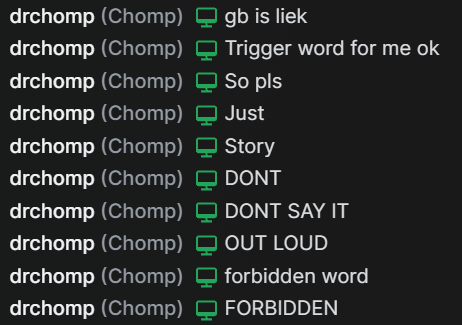 drchomp (Chomp) gb is liek
drchomp (Chomp) Trigger word for me ok
drchomp (Chomp) So pls
drchomp (Chomp) Just
drchomp (Chomp) Story
drchomp (Chomp) DONT
drchomp (Chomp) DONT SAY IT
drchomp (Chomp) OUT LOUD
drchomp (Chomp) forbidden word
drchomp (Chomp) FORBIDDEN